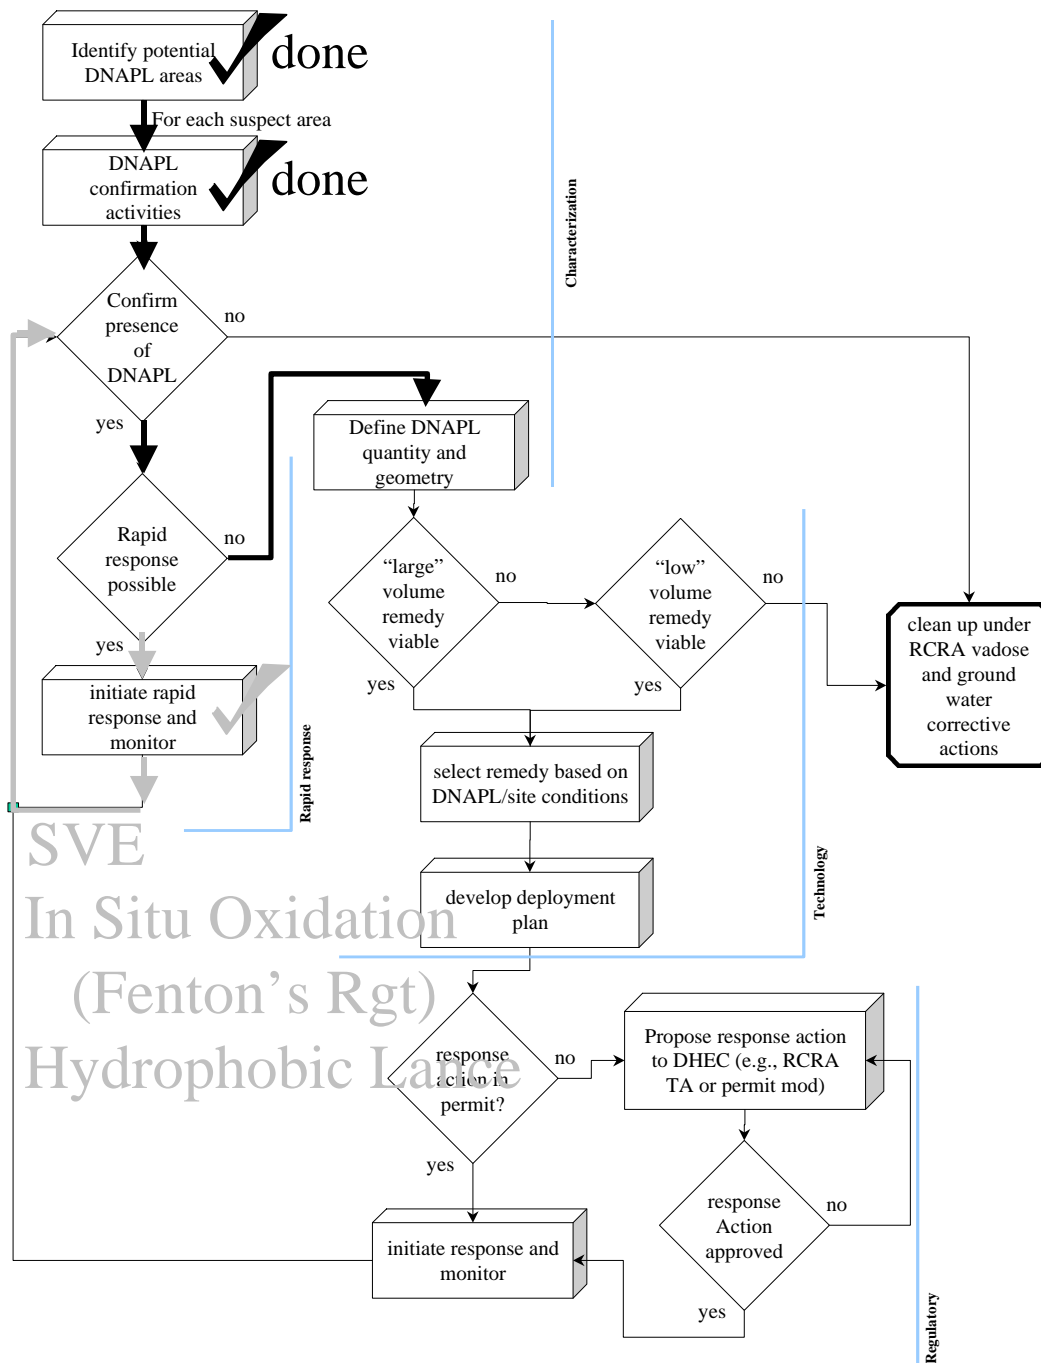 Identify potential
DNAPL areas
done
For each suspect area
DNAPL
confirmation
activities
done
Characterization
Confirm
presence
of
DNAPL
no
yes
Define DNAPL
quantity and
geometry
Rapid
response
possible
no
yes
"large"
volume
remedy
viable
no
yes
"low"
volume
remedy
viable
no
yes
clean up under
RCRA vadose
and ground
water
corrective
actions
initiate rapid
response and
monitor
Rapid response
select remedy based on
DNAPL/site conditions
develop deployment
plan
Technology
SVE
In Situ Oxidation
(Fenton's Rgt)
Hydrophobic Lance
response
action in
permit?
no
yes
Propose response action
to DHEC (e.g., RCRA
TA or permit mod)
response
Action
approved
no
yes
initiate response and
monitor
Regulatory